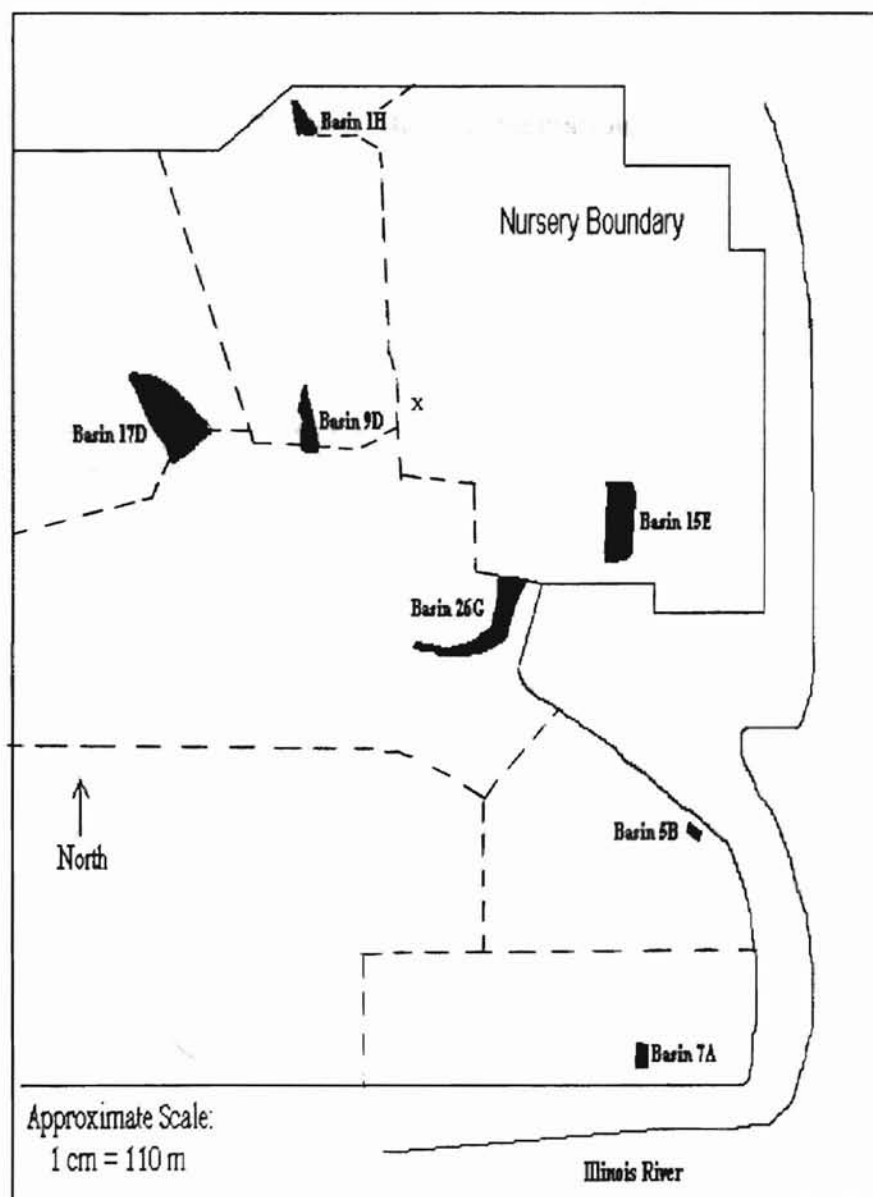 Basin 1H
Nursery Boundary
x
Basin 17D
Basin 9D
Basin 15E
Basin 26G
North
Basin 5B
Basin 7A
Approximate Scale:
1 cm = 110 m
Illinois River